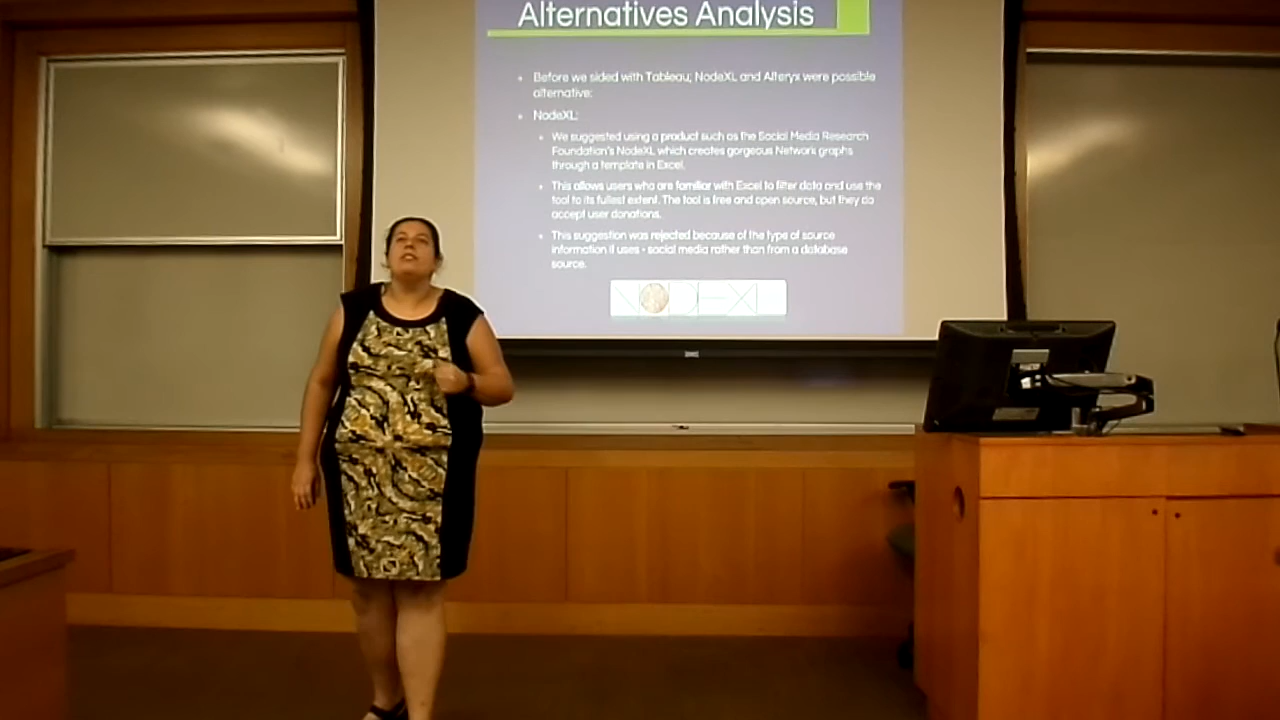 Alternatives Analysis
Before we sided with Tableau, NodeXL and Alteryx were possible
alternative:
NodeXL:
We suggested using a product such as the Social Media Research
Foundation's NodeXL which creates gorgeous Network graphs
through a template in Excel.
This allows users who are familiar with Excel to filter data and use the
tool to its fullest extent. The tool is free and open source, but they do
accept user donations.
This suggestion was rejected because of the type of source
information it uses - social media rather than from a database
source.
NODEXL